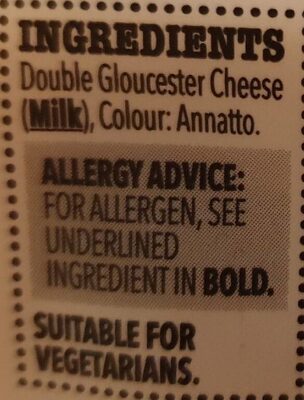 INGREDIENTS
Double Gloucester Cheese
(Milk), Colour: Annatto.
ALLERGY ADVICE:
FOR ALLERGEN, SEE
UNDERLINED
INGREDIENT IN BOLD.
SUITABLE FOR
VEGETARIANS.